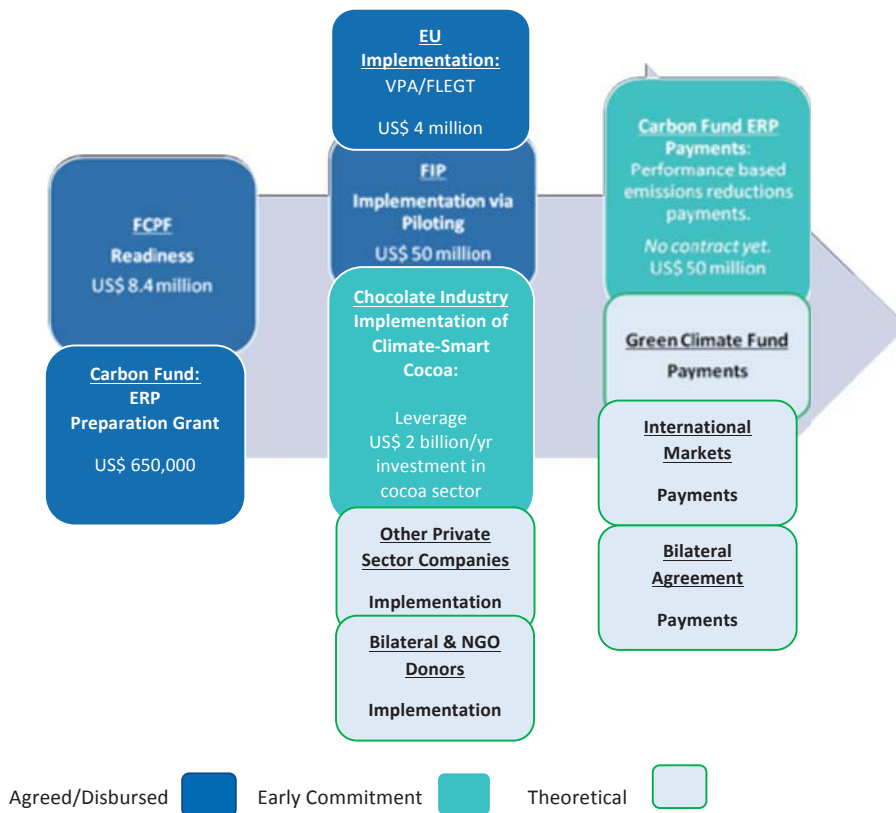 FCPF
Readiness
US$ 8.4 million
Carbon Fund:
ERP
Preparation Grant
US$ 650,000
EU
Implementation:
VPA/FLEGT
US$ 4 million
FIP
Implementation via
Piloting
US$ 50 million
Chocolate Industry
Implementation of
Climate-Smart
Cocoa:
Leverage
US$ 2 billion/yr
investment in
cocoa sector
Other Private
Sector Companies
Implementation
Bilateral & NGO
Donors
Implementation
Carbon Fund ERP
Payments:
Performance based
emissions reductions
payments.
No contract yet.
US$ 50 million
Green Climate Fund
Payments
International
Markets
Payments
Bilateral
Agreement
Payments
Agreed/Disbursed Early Commitment Theoretical